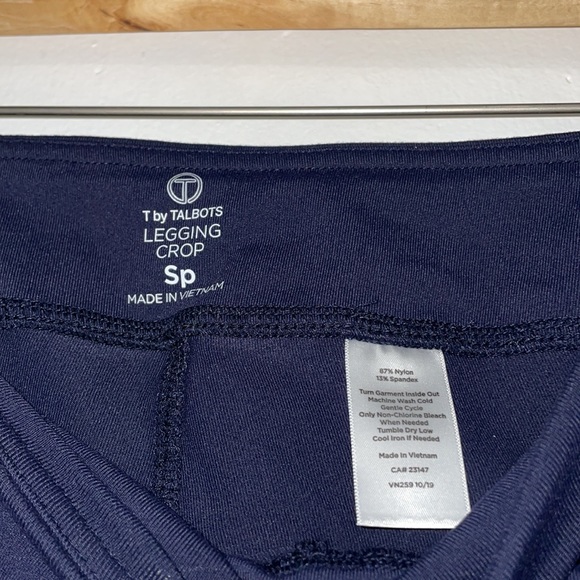 T
T by TALBOTS
LEGGING
CROP
Sp
MADE IN VIETNAM
87% Nylon
13% Spandex
Turn Garment Inside Out
Machine Wash Cold
Gentle Cycle
Only Non-Chlorine Bleach
When Needed
Tumble Dry Low
Cool Iron If Needed
Made In Vietnam
CA# 23147
VN259 10/19